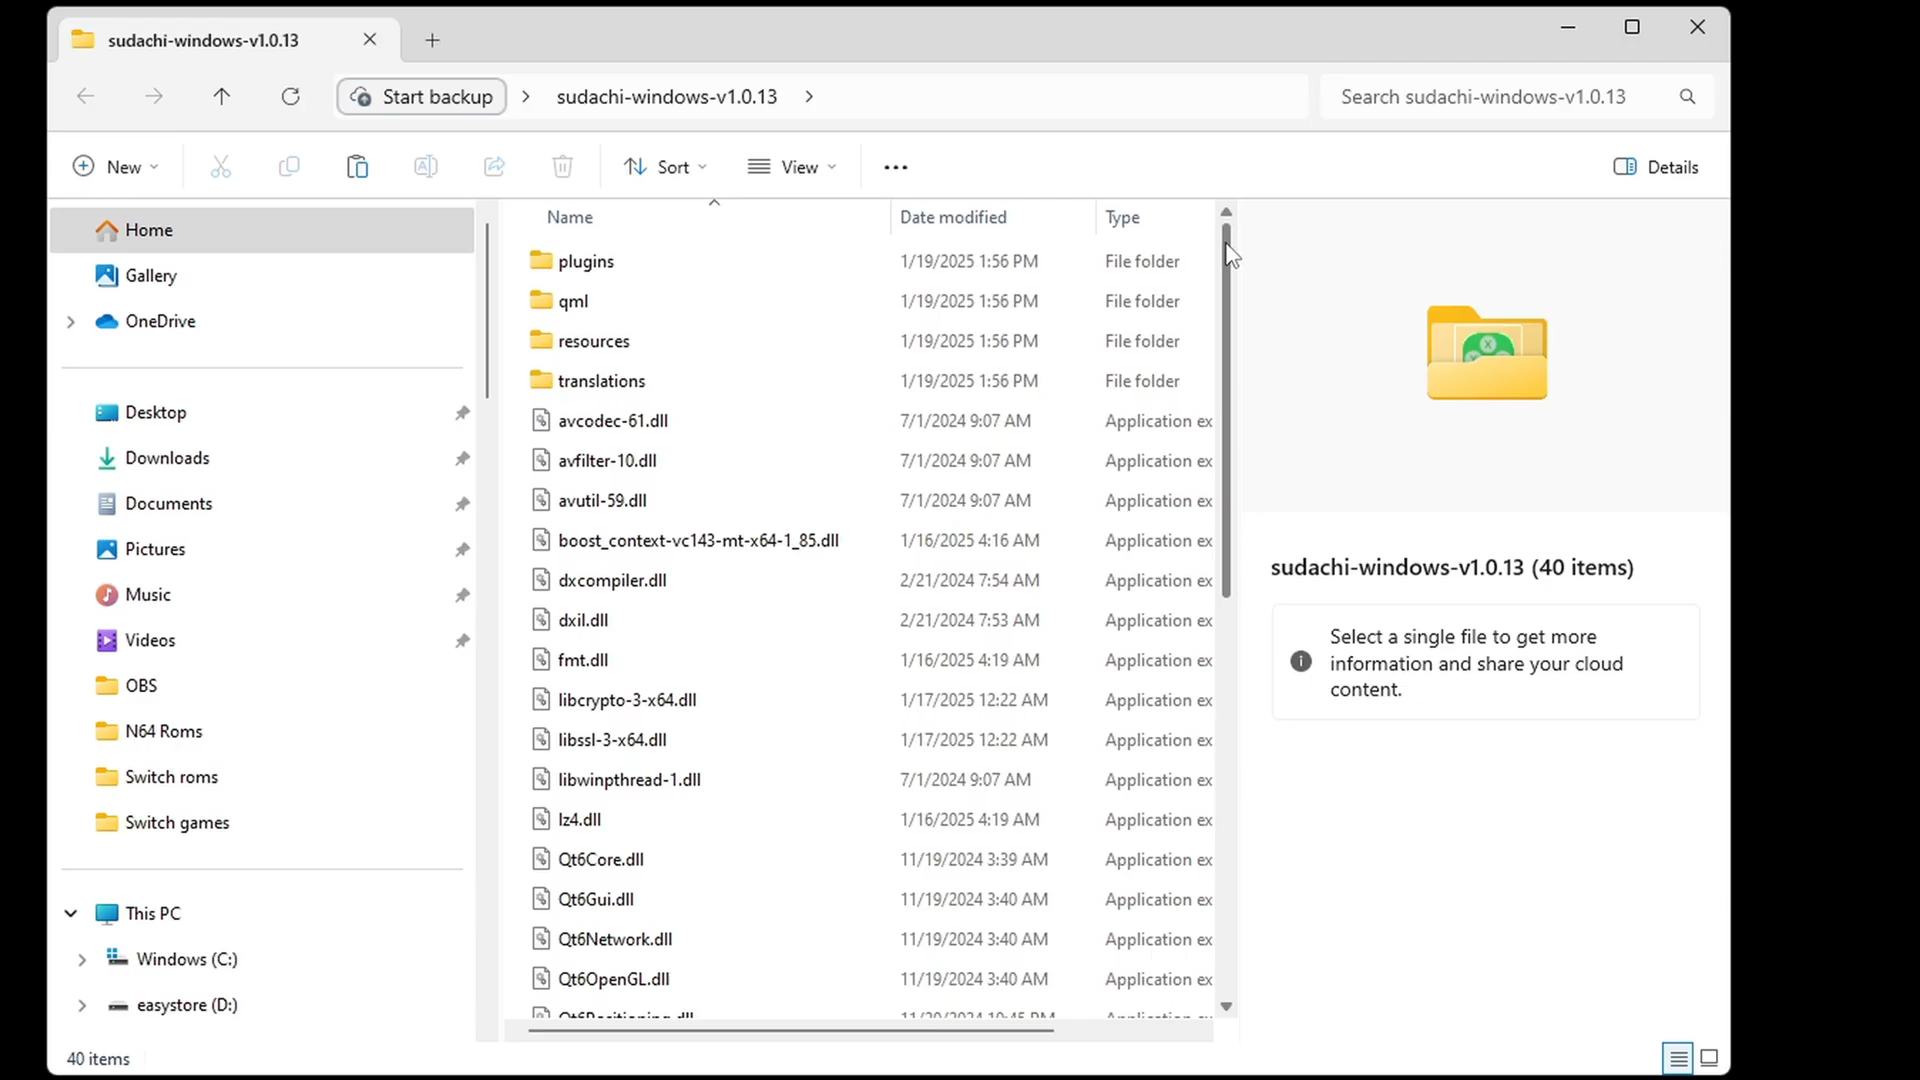 sudachi-windows-v1.0.13
Start backup
sudachi-windows-v1.0.13
Search sudachi-windows-v1.0.13
New
Sort
View
Details
Home
Gallery
OneDrive
Desktop
Downloads
Documents
Pictures
Music
Videos
OBS
N64 Roms
Switch roms
Switch games
This PC
Windows (C:)
easystore (D:)
Name Date modified Type
plugins 1/19/2025 1:56 PM File folder
qml 1/19/2025 1:56 PM File folder
resources 1/19/2025 1:56 PM File folder
translations 1/19/2025 1:56 PM File folder
avcodec-61.dll 7/1/2024 9:07 AM Application ex
avfilter-10.dll 7/1/2024 9:07 AM Application ex
avutil-59.dll 7/1/2024 9:07 AM Application ex
boost_context-vc143-mt-x64-1_85.dll 1/16/2025 4:16 AM Application ex
dxcompiler.dll 2/21/2024 7:54 AM Application ex
dxil.dll 2/21/2024 7:53 AM Application ex
fmt.dll 1/16/2025 4:19 AM Application ex
libcrypto-3-x64.dll 1/17/2025 12:22 AM Application ex
libssl-3-x64.dll 1/17/2025 12:22 AM Application ex
libwinpthread-1.dll 7/1/2024 9:07 AM Application ex
lz4.dll 1/16/2025 4:19 AM Application ex
Qt6Core.dll 11/19/2024 3:39 AM Application ex
Qt6Gui.dll 11/19/2024 3:40 AM Application ex
Qt6Network.dll 11/19/2024 3:40 AM Application ex
Qt6OpenGL.dll 11/19/2024 3:40 AM Application ex
sudachi-windows-v1.0.13 (40 items)
Select a single file to get more
information and share your cloud
content.
40 items